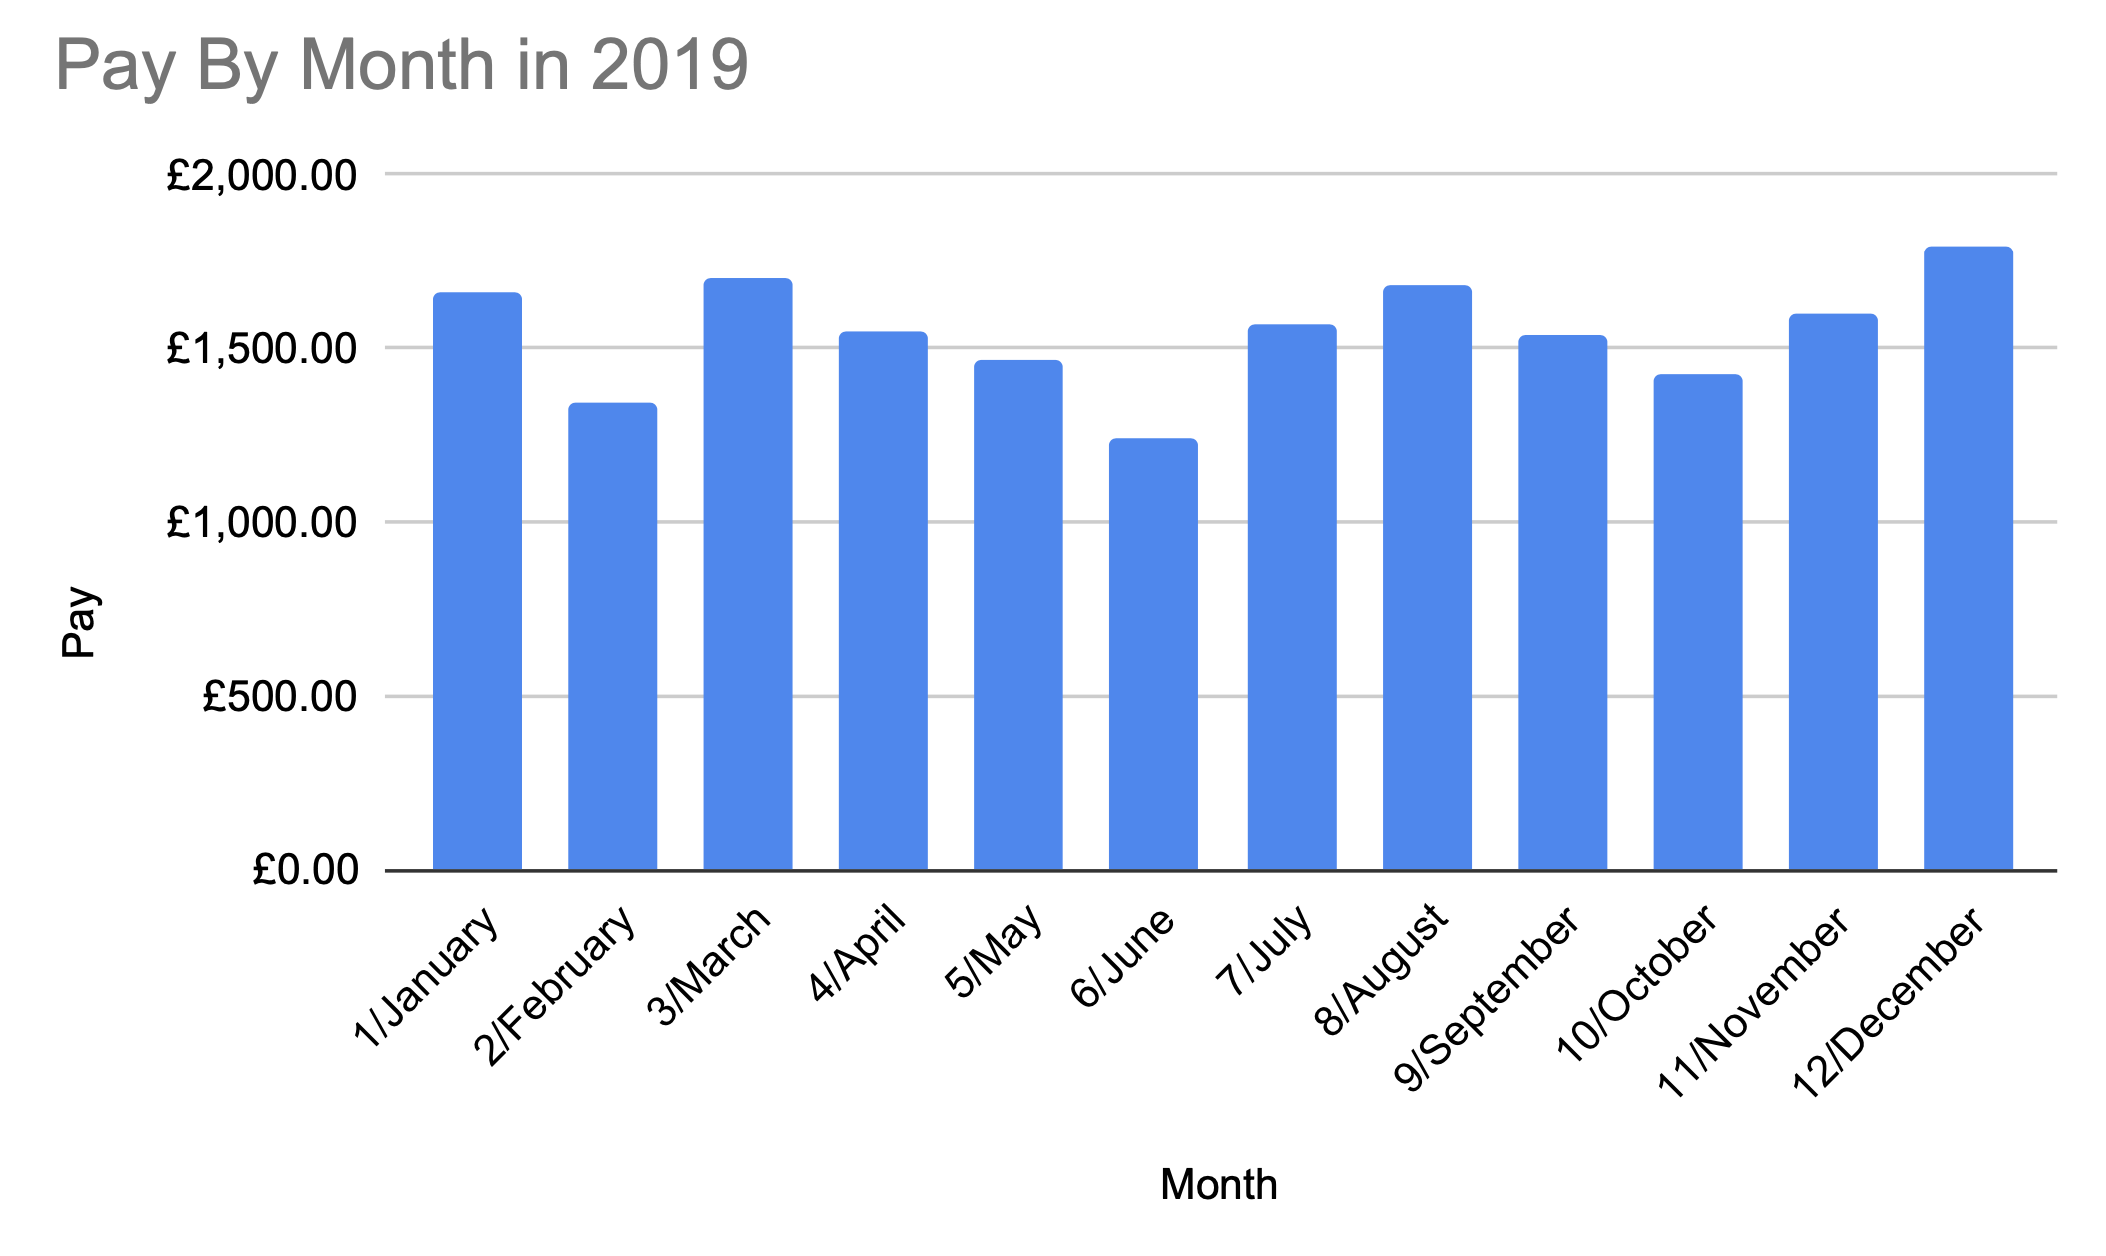 Pay By Month in 2019
£2,000.00
£1,500.00
£1,000.00
£500.00
£0.00
Pay
1/January
2/February
3/March
4/April
5/May
6/June
7/July
8/August
9/September
10/October
11/November
12/December
Month